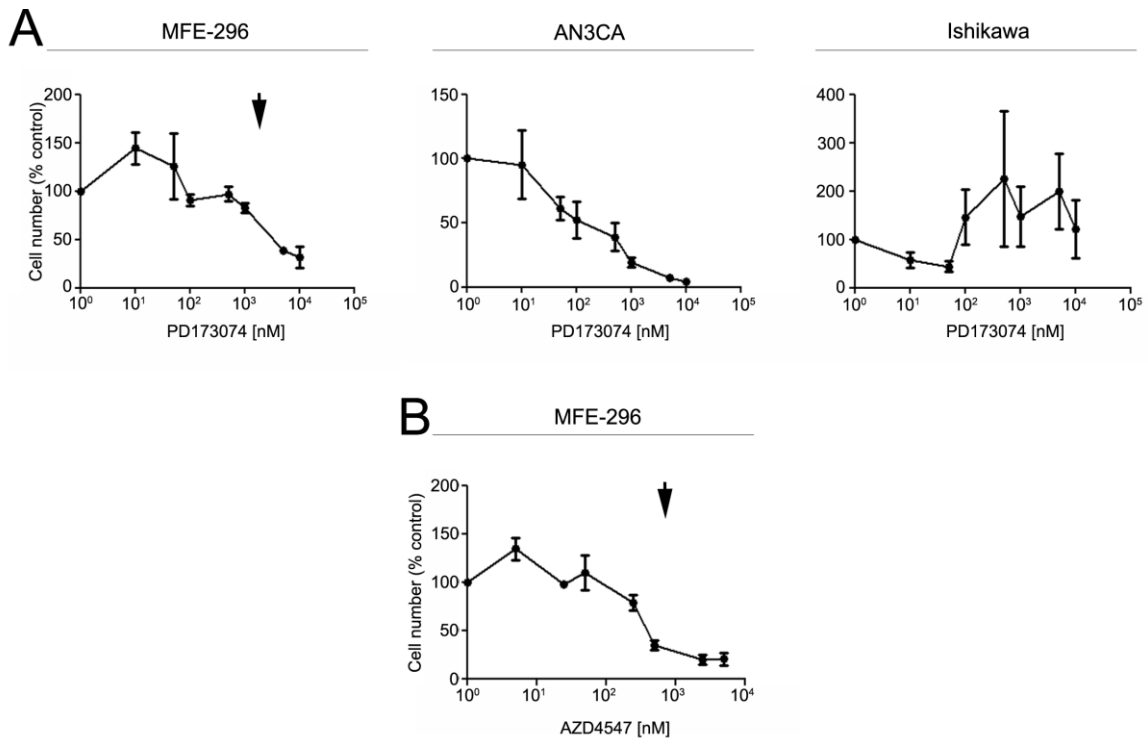 A
MFE-296
AN3CA
Ishikawa
Cell number (% control)
200
150
100
50
0
10⁰ 10¹ 10² 10³ 10⁴ 10⁵
PD173074 [nM]
150
100
50
0
10⁰ 10¹ 10² 10³ 10⁴ 10⁵
PD173074 [nM]
400
300
200
100
0
10⁰ 10¹ 10² 10³ 10⁴ 10⁵
PD173074 [nM]
B
MFE-296
Cell number (% control)
200
150
100
50
0
10⁰ 10¹ 10² 10³ 10⁴
AZD4547 [nM]